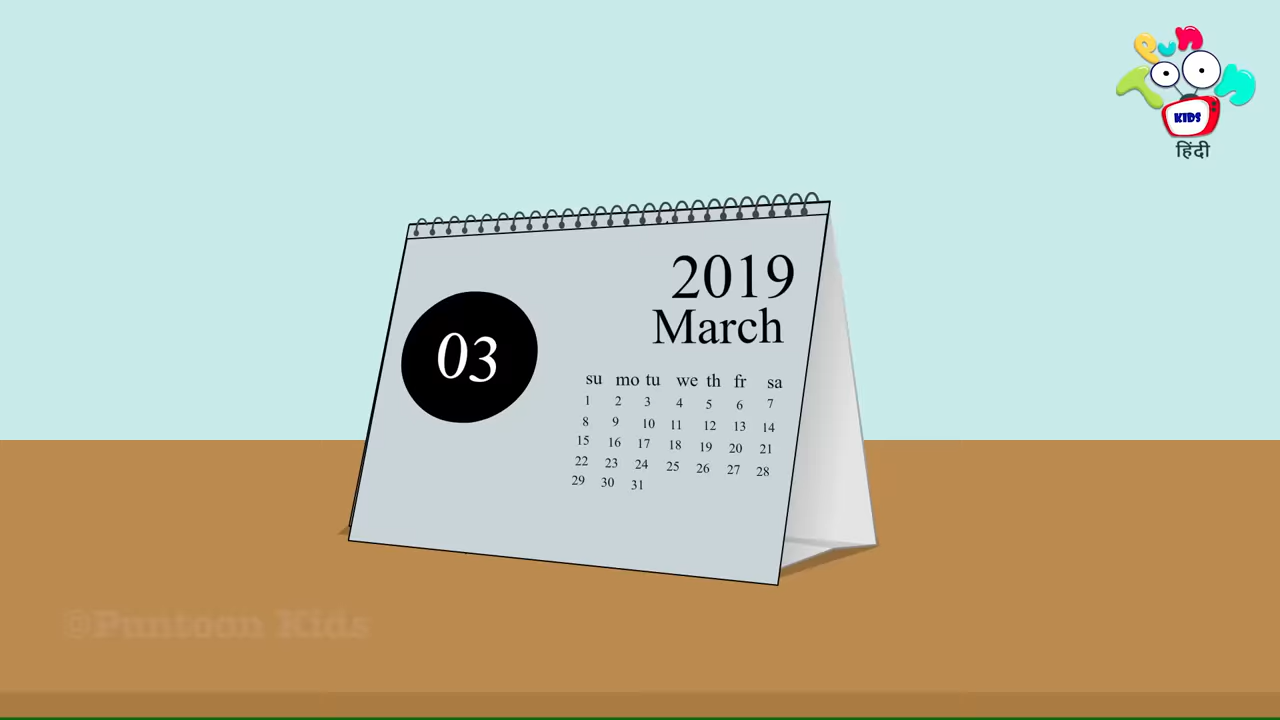 Puntoon
KIDS
हिंदी
2019
March
03
su mo tu we th fr sa
1 2 3 4 5 6 7
8 9 10 11 12 13 14
15 16 17 18 19 20 21
22 23 24 25 26 27 28
29 30 31
@Puntoon Kids